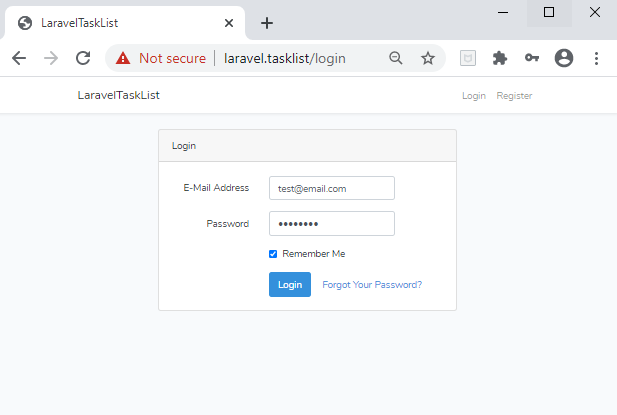 LaravelTaskList
Not secure | laravel.tasklist/login
LaravelTaskList Login Register
Login
E-Mail Address test@email.com
Password ••••••••
Remember Me
Login Forgot Your Password?